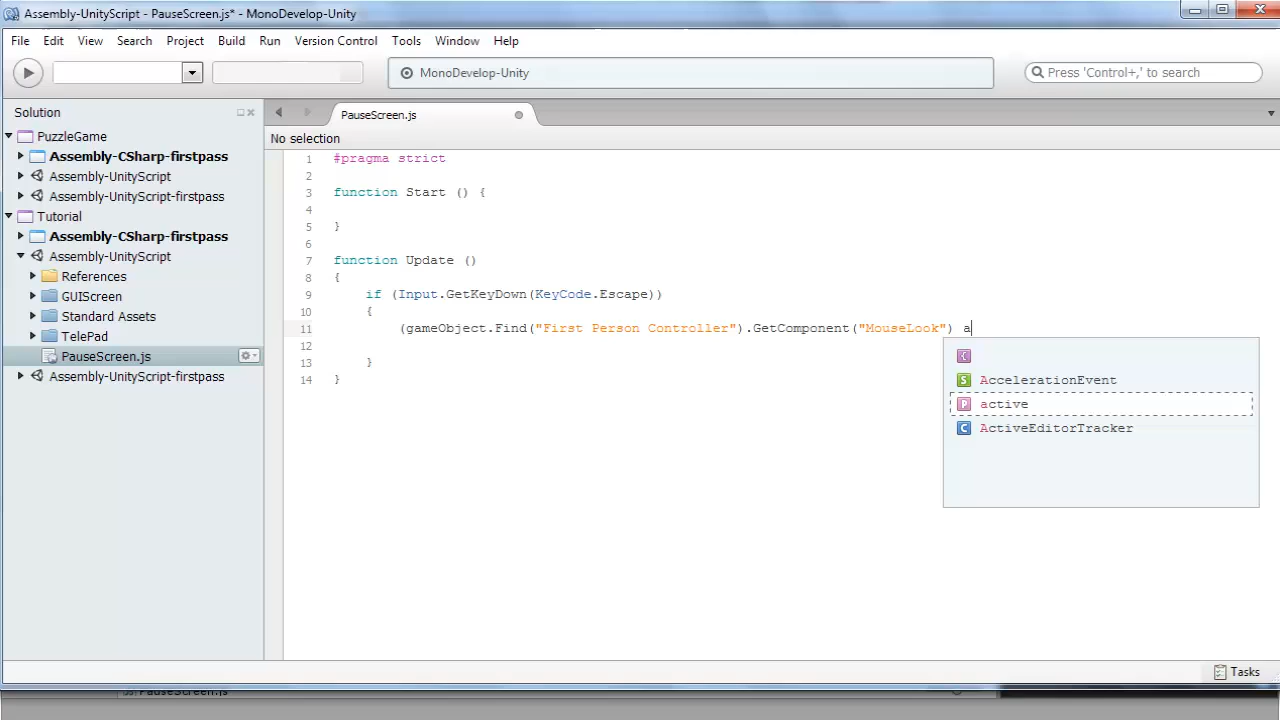 Assembly-UnityScript - PauseScreen.js* - MonoDevelop-Unity
File Edit View Search Project Build Run Version Control Tools Window Help
MonoDevelop-Unity
Press 'Control+,' to search
Solution
PauseScreen.js
No selection
PuzzleGame
Assembly-CSharp-firstpass
Assembly-UnityScript
Assembly-UnityScript-firstpass
Tutorial
Assembly-CSharp-firstpass
Assembly-UnityScript
References
GUIScreen
Standard Assets
TelePad
PauseScreen.js
Assembly-UnityScript-firstpass
1 #pragma strict
2
3 function Start () {
4
5 }
6
7 function Update ()
8 {
9 if (Input.GetKeyDown(KeyCode.Escape))
10 {
11 (gameObject.Find("First Person Controller").GetComponent("MouseLook") a
12
13 }
14 }
AccelerationEvent
active
ActiveEditorTracker
Tasks
PauseScreen.js